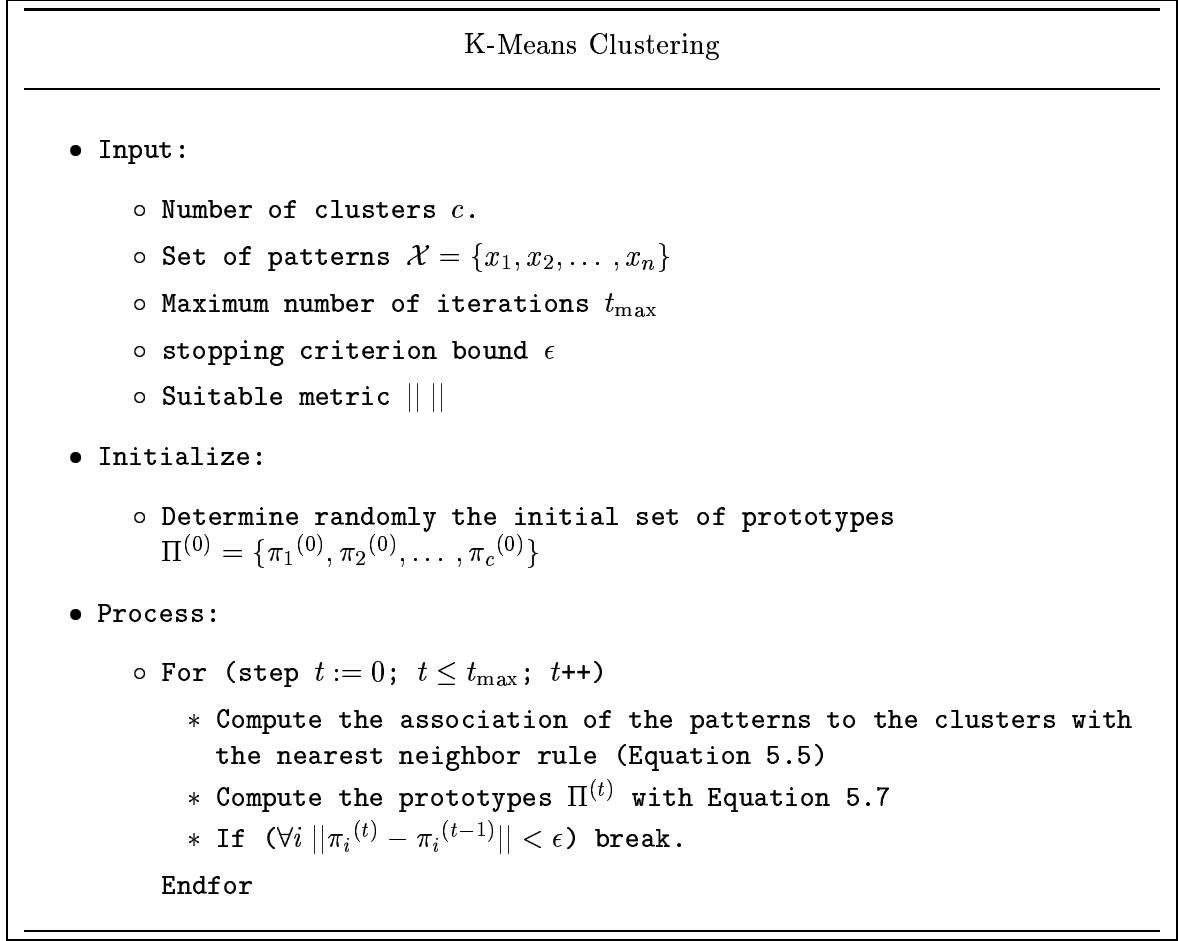 K-Means Clustering
• Input:
◦ Number of clusters c.
◦ Set of patterns 𝒳 = {x₁, x₂, … , xₙ}
◦ Maximum number of iterations t_max
◦ stopping criterion bound ϵ
◦ Suitable metric || ||
• Initialize:
◦ Determine randomly the initial set of prototypes
Π⁽⁰⁾ = {π₁⁽⁰⁾, π₂⁽⁰⁾, … , π_c⁽⁰⁾}
• Process:
◦ For (step t := 0; t ≤ t_max; t++)
∗ Compute the association of the patterns to the clusters with
the nearest neighbor rule (Equation 5.5)
∗ Compute the prototypes Π⁽ᵗ⁾ with Equation 5.7
∗ If (∀i ||πᵢ⁽ᵗ⁾ − πᵢ⁽ᵗ⁻¹⁾|| < ϵ) break.
Endfor